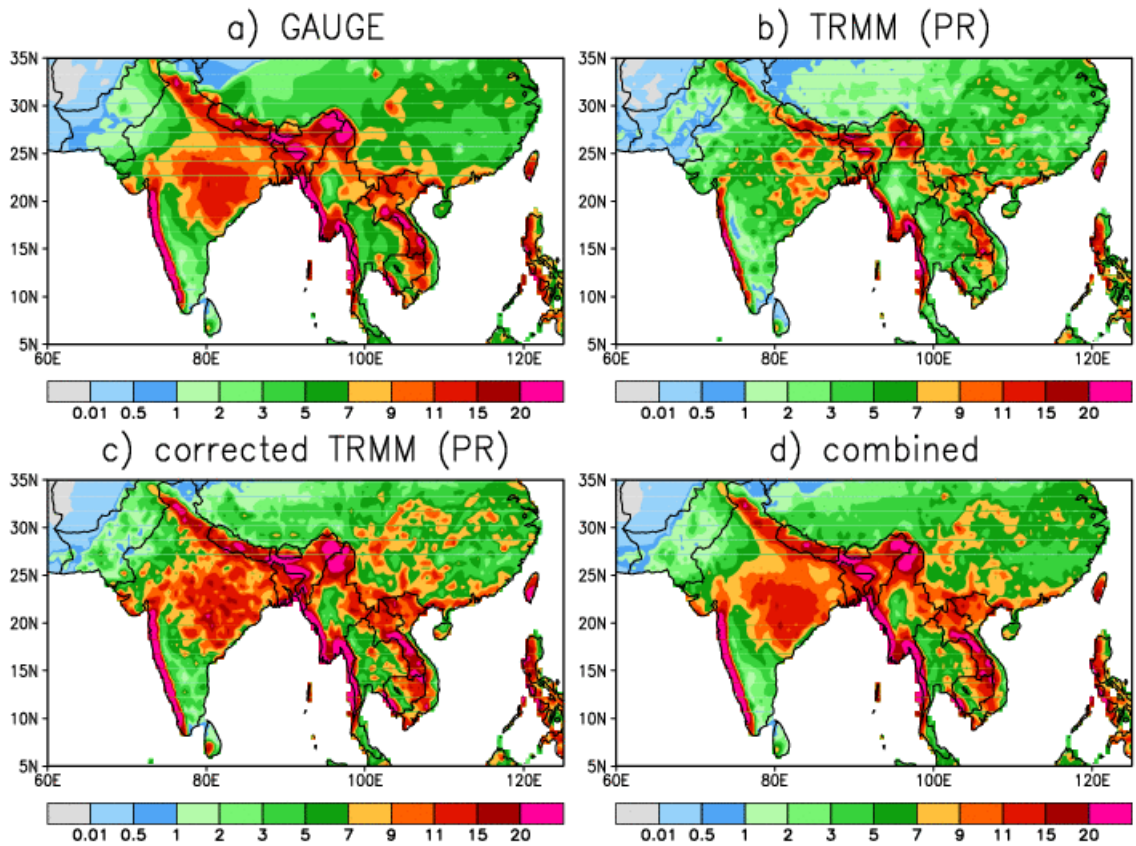 a) GAUGE
35N
30N
25N
20N
15N
10N
5N
60E 80E 100E 120E
0.01 0.5 1 2 3 5 7 9 11 15 20
b) TRMM (PR)
35N
30N
25N
20N
15N
10N
5N
60E 80E 100E 120E
0.01 0.5 1 2 3 5 7 9 11 15 20
c) corrected TRMM (PR)
35N
30N
25N
20N
15N
10N
5N
60E 80E 100E 120E
0.01 0.5 1 2 3 5 7 9 11 15 20
d) combined
35N
30N
25N
20N
15N
10N
5N
60E 80E 100E 120E
0.01 0.5 1 2 3 5 7 9 11 15 20